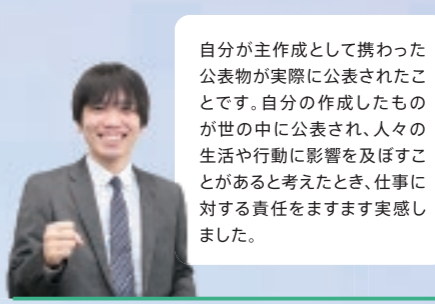 自分が主作成として携わった
公表物が実際に公表されたこ
とです。自分の作成したもの
が世の中に公表され、人々の
生活や行動に影響を及ぼすこ
とがあると考えたとき、仕事に
対する責任をますます実感し
ました。